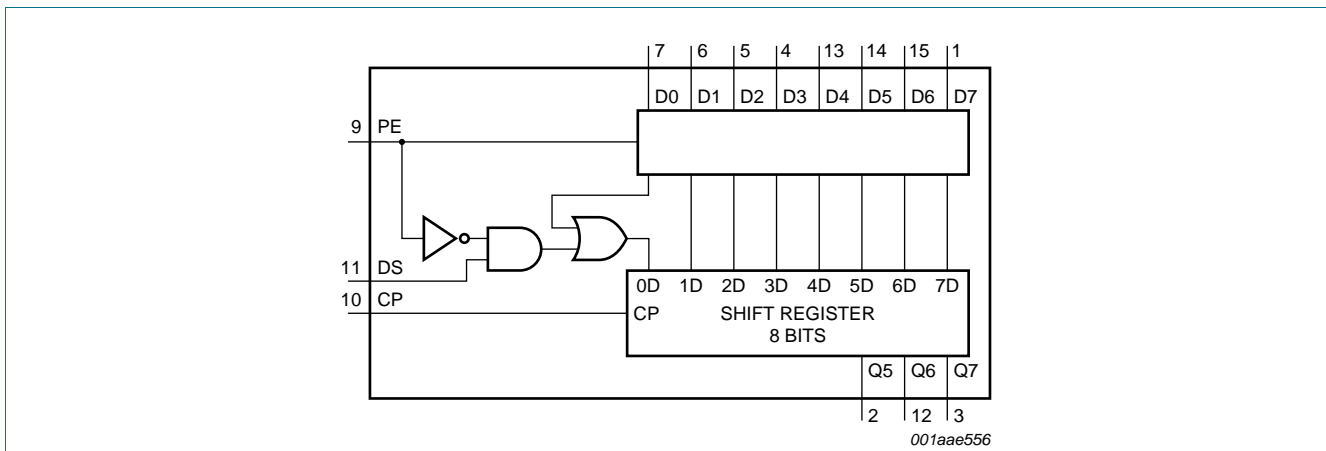 7 6 5 4 13 14 15 1
D0 D1 D2 D3 D4 D5 D6 D7
9 PE
11 DS
10 CP
0D 1D 2D 3D 4D 5D 6D 7D
CP SHIFT REGISTER
8 BITS
Q5 Q6 Q7
2 12 3
001aae556